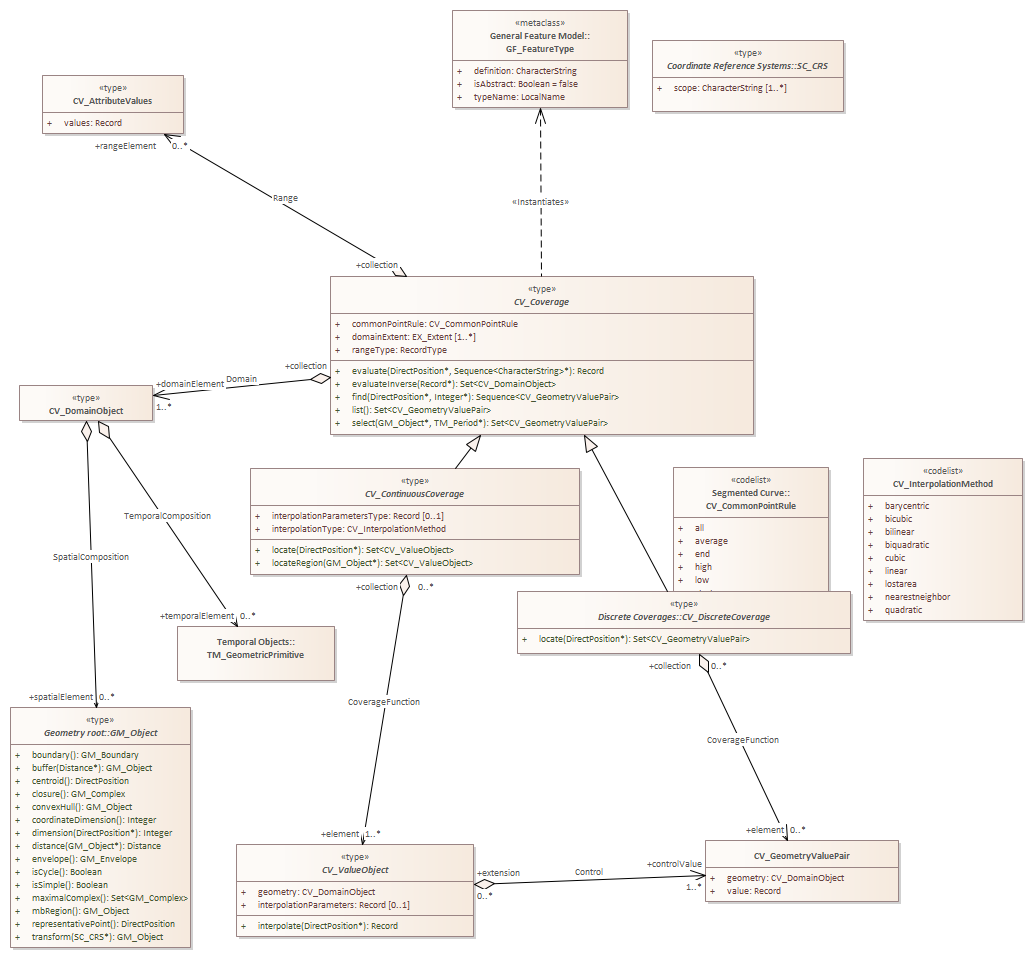 «metaclass»
General Feature Model::
GF_FeatureType
+ definition: CharacterString
+ isAbstract: Boolean = false
+ typeName: LocalName
«type»
Coordinate Reference Systems::SC_CRS
+ scope: CharacterString [1..*]
«type»
CV_AttributeValues
+ values: Record
+rangeElement 0..*
Range
«Instantiates»
+collection
«type»
CV_Coverage
+ commonPointRule: CV_CommonPointRule
+ domainExtent: EX_Extent [1..*]
+ rangeType: RecordType
+ evaluate(DirectPosition*, Sequence<CharacterString>*): Record
+ evaluateInverse(Record*): Set<CV_DomainObject>
+ find(DirectPosition*, Integer*): Sequence<CV_GeometryValuePair>
+ list(): Set<CV_GeometryValuePair>
+ select(GM_Object*, TM_Period*): Set<CV_GeometryValuePair>
+collection
Domain
+domainElement
1..*
«type»
CV_DomainObject
TemporalComposition
SpatialComposition
«type»
CV_ContinuousCoverage
+ interpolationParametersType: Record [0..1]
+ interpolationType: CV_InterpolationMethod
+ locate(DirectPosition*): Set<CV_ValueObject>
+ locateRegion(GM_Object*): Set<CV_ValueObject>
«codelist»
Segmented Curve::
CV_CommonPointRule
+ all
+ average
+ end
+ high
+ low
«codelist»
CV_InterpolationMethod
+ barycentric
+ bicubic
+ bilinear
+ biquadratic
+ cubic
+ linear
+ lostarea
+ nearestneighbor
+ quadratic
+collection 0..*
«type»
Discrete Coverages::CV_DiscreteCoverage
+ locate(DirectPosition*): Set<CV_GeometryValuePair>
+temporalElement 0..*
Temporal Objects::
TM_GeometricPrimitive
+collection 0..*
+spatialElement 0..*
«type»
Geometry root::GM_Object
+ boundary(): GM_Boundary
+ buffer(Distance*): GM_Object
+ centroid(): DirectPosition
+ closure(): GM_Complex
+ convexHull(): GM_Object
+ coordinateDimension(): Integer
+ dimension(DirectPosition*): Integer
+ distance(GM_Object*): Distance
+ envelope(): GM_Envelope
+ isCycle(): Boolean
+ isSimple(): Boolean
+ maximalComplex(): Set<GM_Complex>
+ mbRegion(): GM_Object
+ representativePoint(): DirectPosition
+ transform(SC_CRS*): GM_Object
CoverageFunction
CoverageFunction
+element 1..*
+element 0..*
«type»
CV_ValueObject
+ geometry: CV_DomainObject
+ interpolationParameters: Record [0..1]
+ interpolate(DirectPosition*): Record
+extension
0..*
Control
+controlValue
1..*
CV_GeometryValuePair
+ geometry: CV_DomainObject
+ value: Record